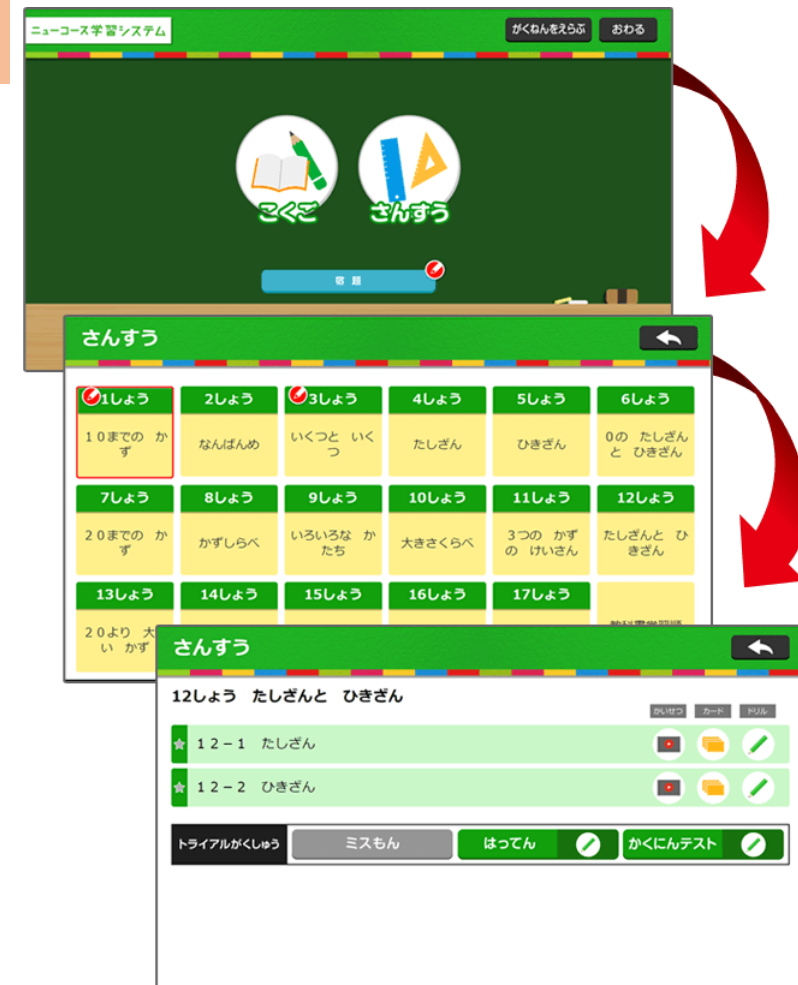 ニューコース学習システム
がくねんをえらぶ
おわる
こくご
さんすう
宿題
さんすう
1しょう
2しょう
3しょう
4しょう
5しょう
6しょう
10までの か
ず
なんばんめ
いくつと いく
つ
たしざん
ひきざん
0の たしざん
と ひきざん
7しょう
8しょう
9しょう
10しょう
11しょう
12しょう
20までの か
ず
かずしらべ
いろいろな か
たち
大きさくらべ
3つの かず
の けいさん
たしざんと ひ
きざん
13しょう
14しょう
15しょう
16しょう
17しょう
20より 大
い かず
さんすう
12しょう たしざんと ひきざん
かいせつ
カード
ドリル
12-1 たしざん
12-2 ひきざん
トライアルがくしゅう
ミスもん
はってん
かくにんテスト